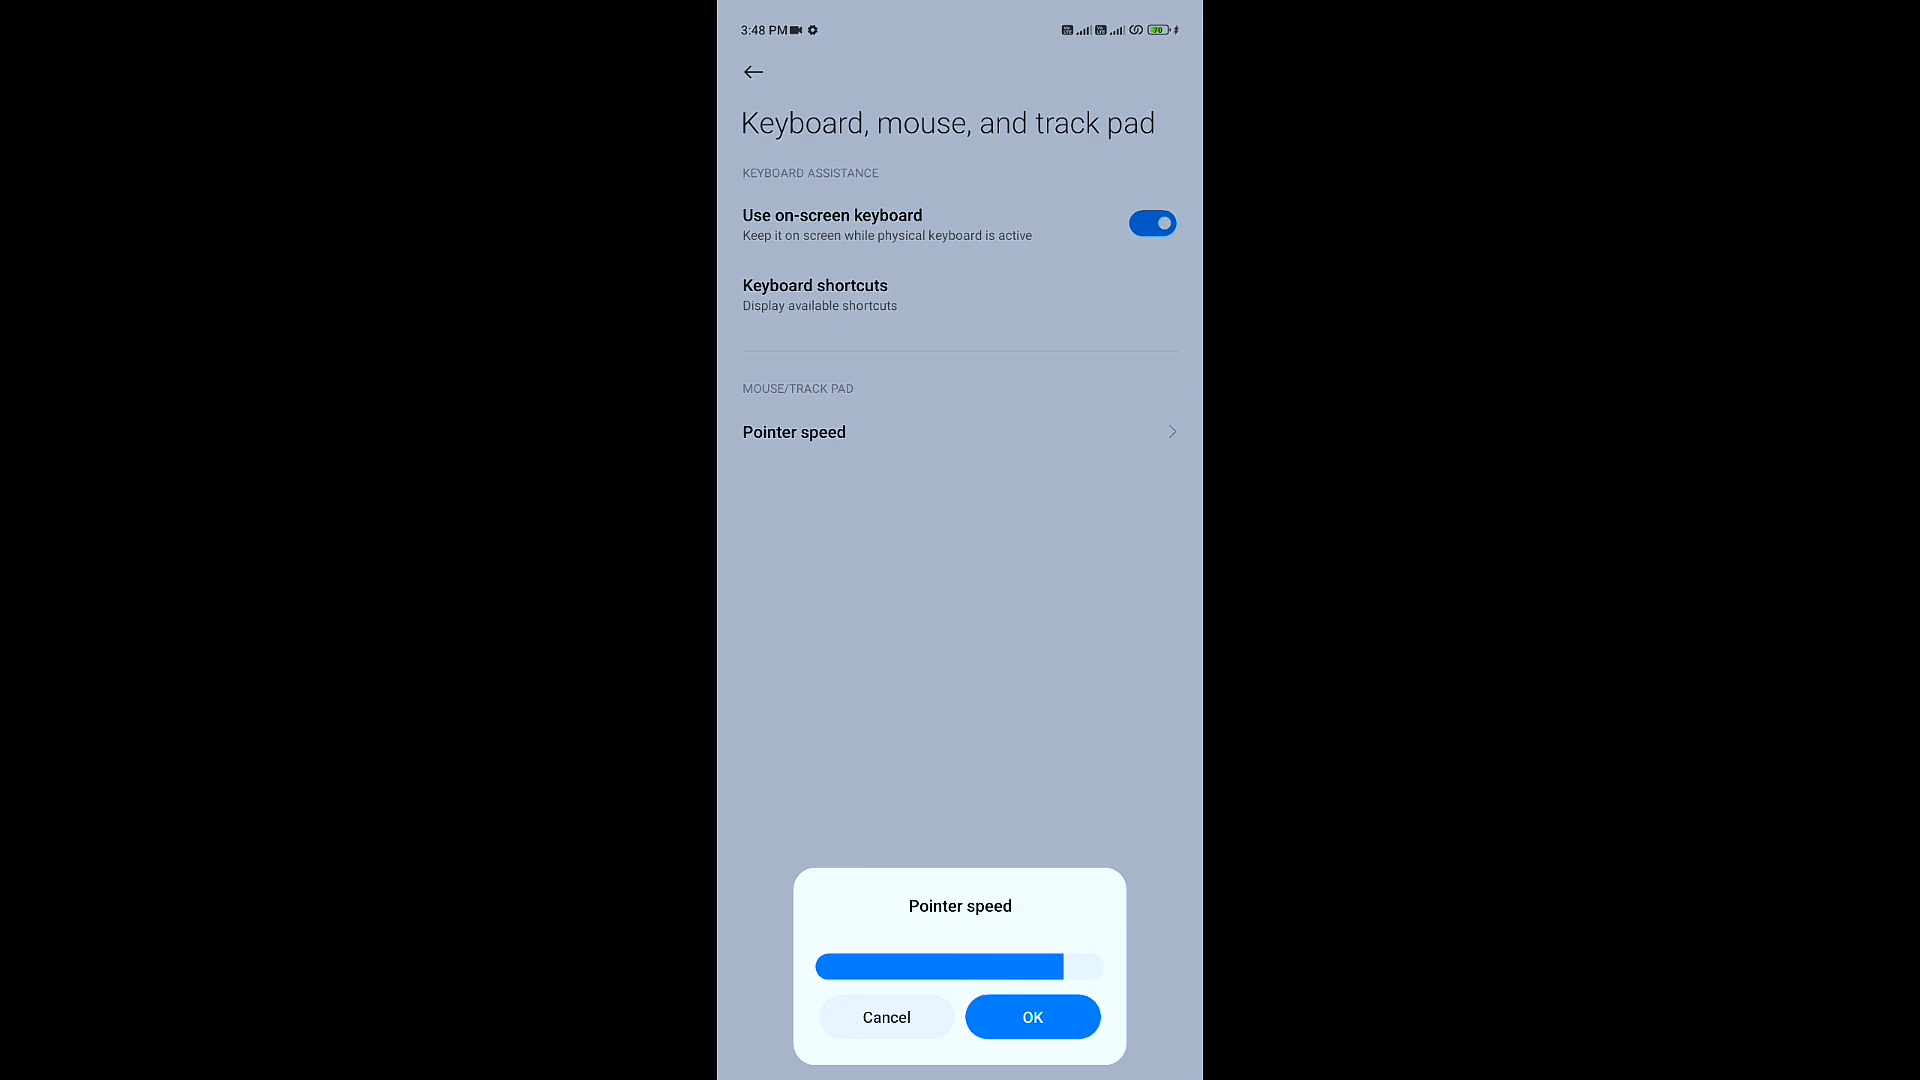 3:48 PM
70
Keyboard, mouse, and track pad
KEYBOARD ASSISTANCE
Use on-screen keyboard
Keep it on screen while physical keyboard is active
Keyboard shortcuts
Display available shortcuts
MOUSE/TRACK PAD
Pointer speed
Pointer speed
Cancel
OK